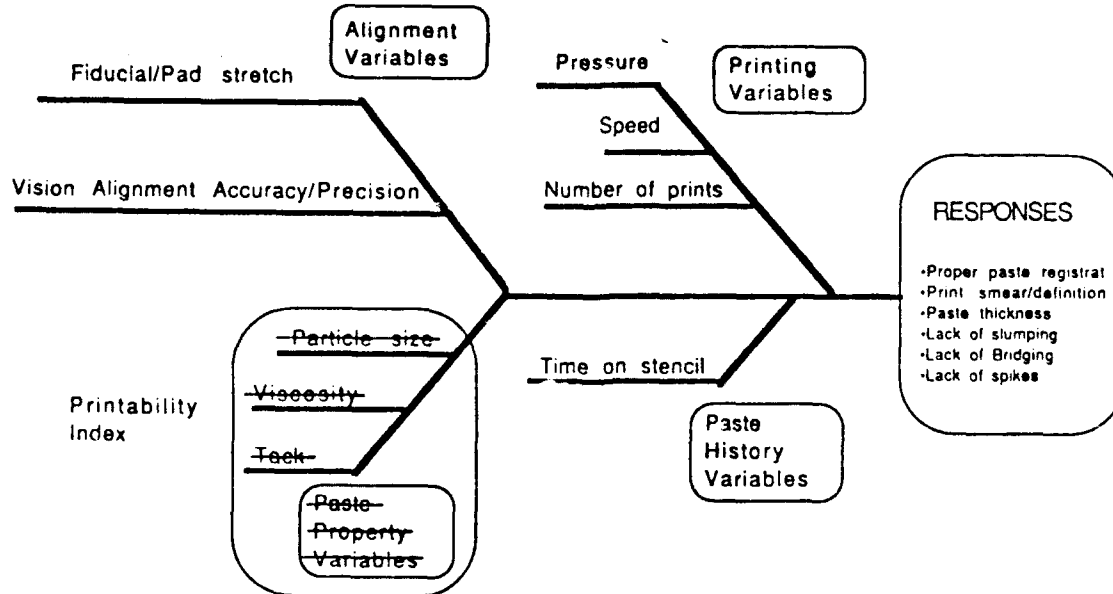 Alignment
Variables
Fiducial/Pad stretch
Vision Alignment Accuracy/Precision
Pressure
Speed
Number of prints
Printing
Variables
RESPONSES
•Proper paste registrat
•Print smear/definition
•Paste thickness
•Lack of slumping
•Lack of Bridging
•Lack of spikes
Particle size
Viscosity
Tack
Printability
Index
Paste
Property
Variables
Time on stencil
Paste
History
Variables